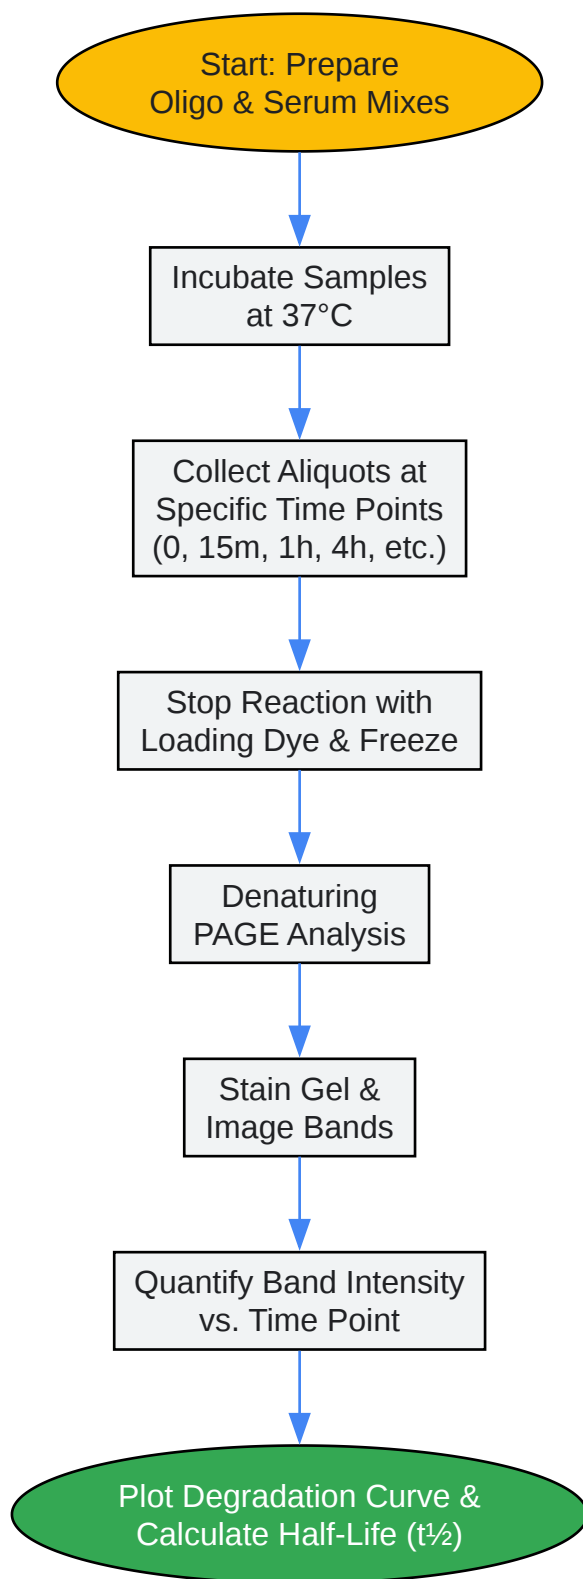 Start: Prepare
Oligo & Serum Mixes
Incubate Samples
at 37°C
Collect Aliquots at
Specific Time Points
(0, 15m, 1h, 4h, etc.)
Stop Reaction with
Loading Dye & Freeze
Denaturing
PAGE Analysis
Stain Gel &
Image Bands
Quantify Band Intensity
vs. Time Point
Plot Degradation Curve &
Calculate Half-Life (t½)